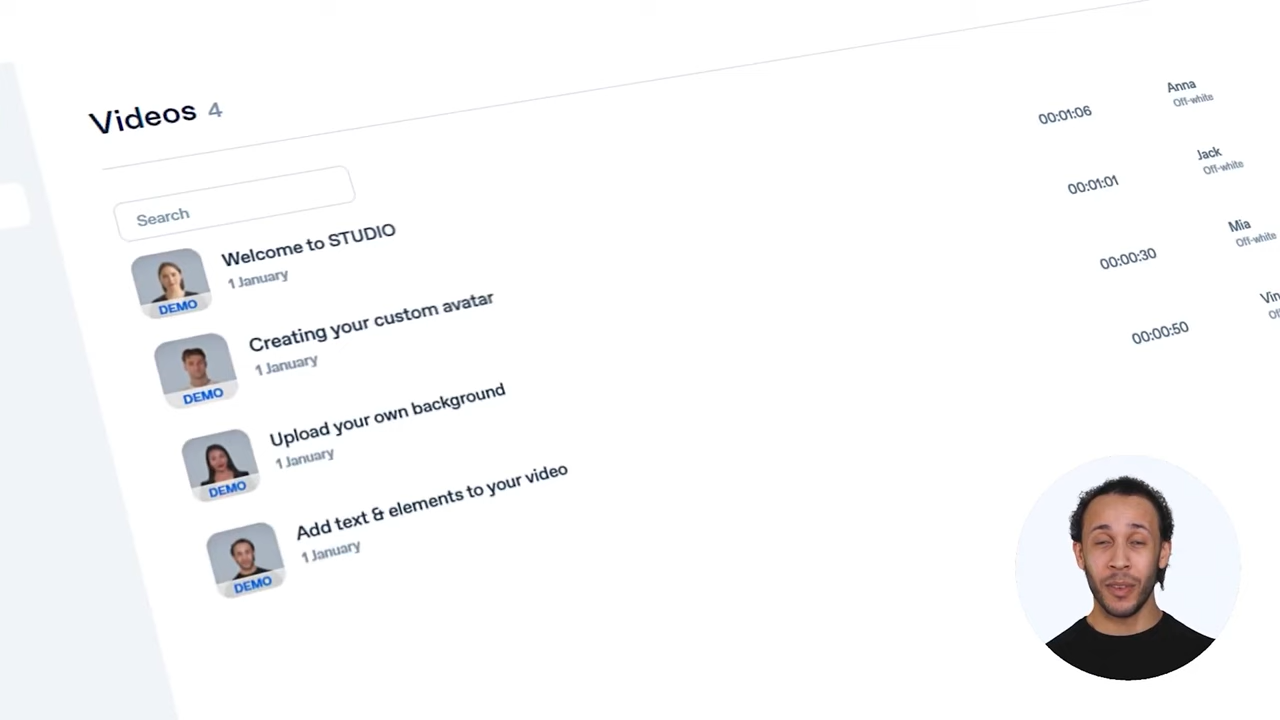 Videos 4
Search
Welcome to STUDIO
1 January
DEMO
00:01:06
Anna
Off-white
Creating your custom avatar
1 January
DEMO
00:01:01
Jack
Off-white
Upload your own background
1 January
DEMO
00:00:30
Mia
Off-white
Add text & elements to your video
1 January
DEMO
00:00:50